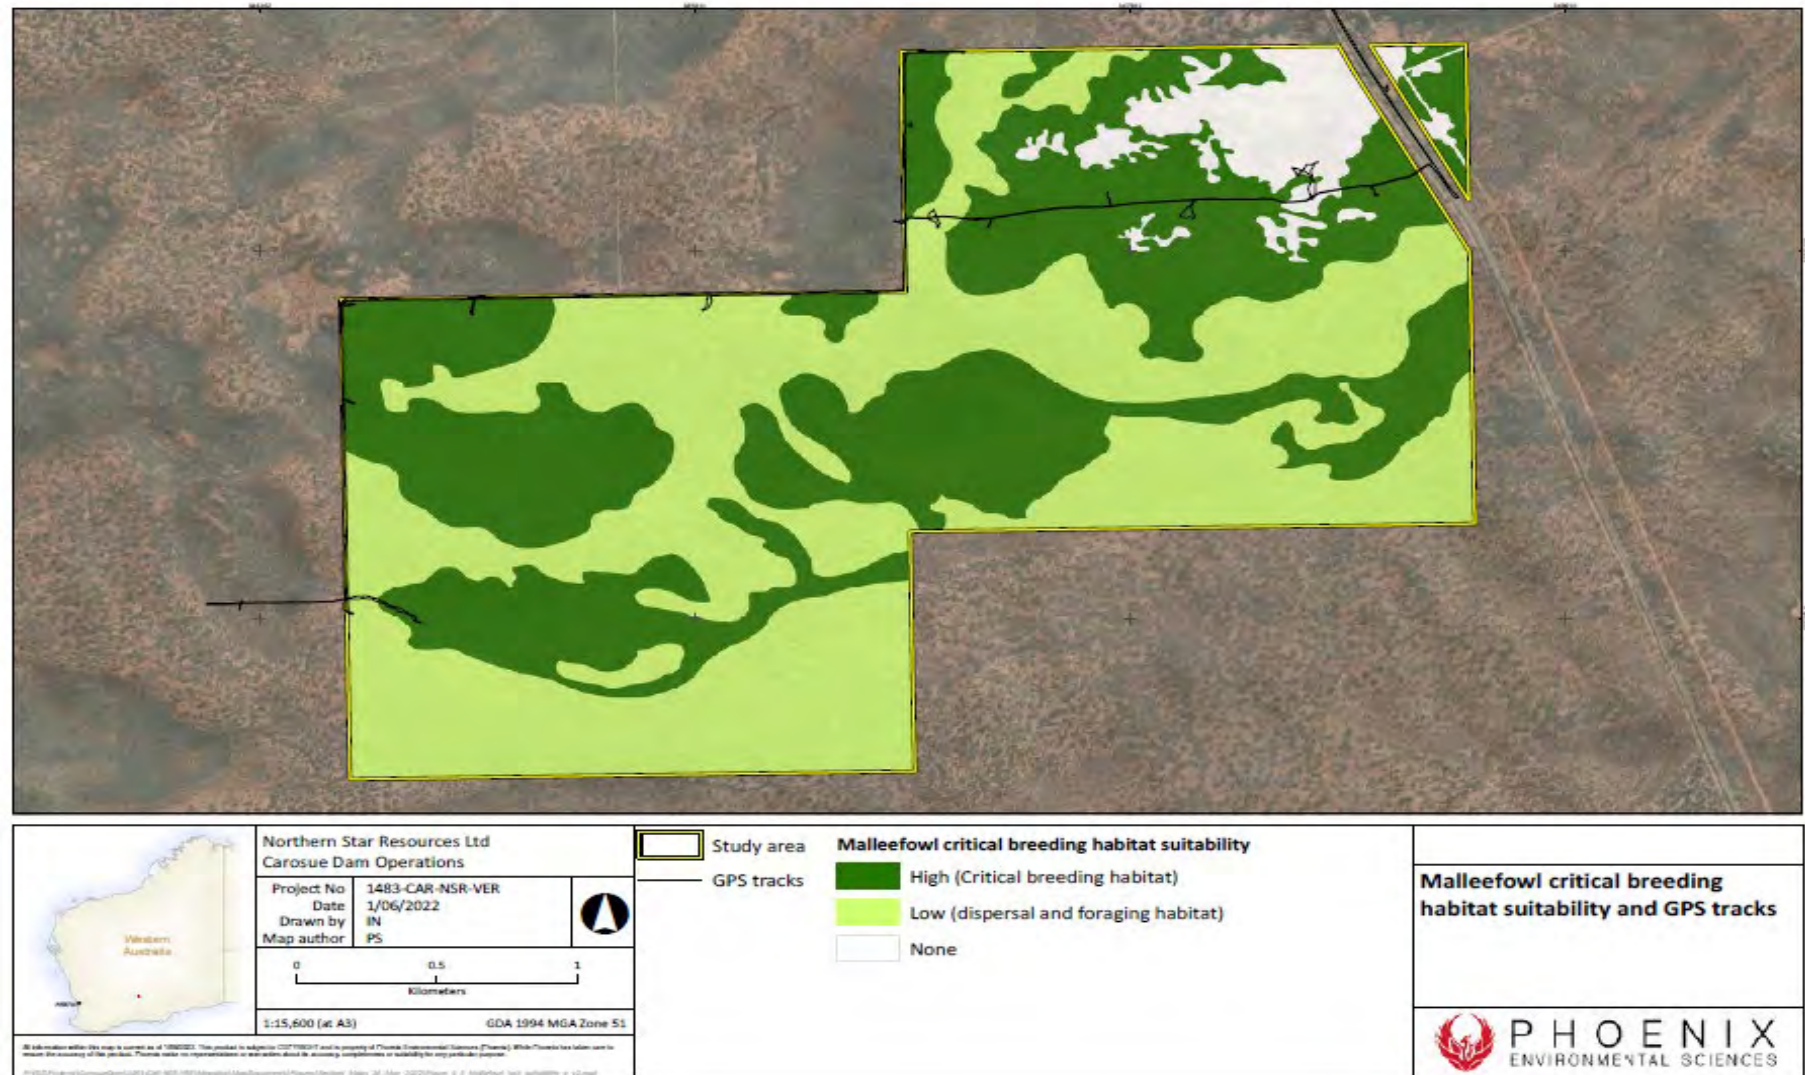 Northern Star Resources Ltd
Carosue Dam Operations
Project No 1483-CAR-NSR-VER
Date 1/06/2022
Drawn by IN
Map author PS
0 0.5 1
Kilometers
1:15,600 (at A3) GDA 1994 MGA Zone 51
Western
Australia
Study area
GPS tracks
Malleefowl critical breeding habitat suitability
High (Critical breeding habitat)
Low (dispersal and foraging habitat)
None
Malleefowl critical breeding
habitat suitability and GPS tracks
PHOENIX
ENVIRONMENTAL SCIENCES